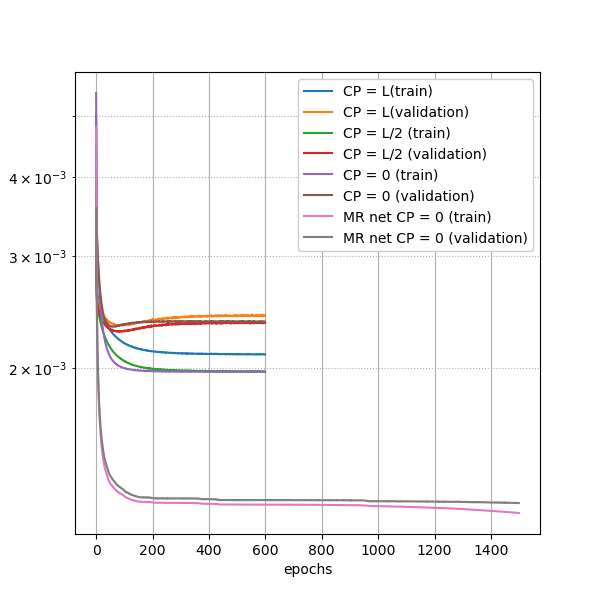 CP = L(train)
CP = L(validation)
CP = L/2 (train)
CP = L/2 (validation)
CP = 0 (train)
CP = 0 (validation)
MR net CP = 0 (train)
MR net CP = 0 (validation)
4 × 10⁻³
3 × 10⁻³
2 × 10⁻³
0 200 400 600 800 1000 1200 1400
epochs